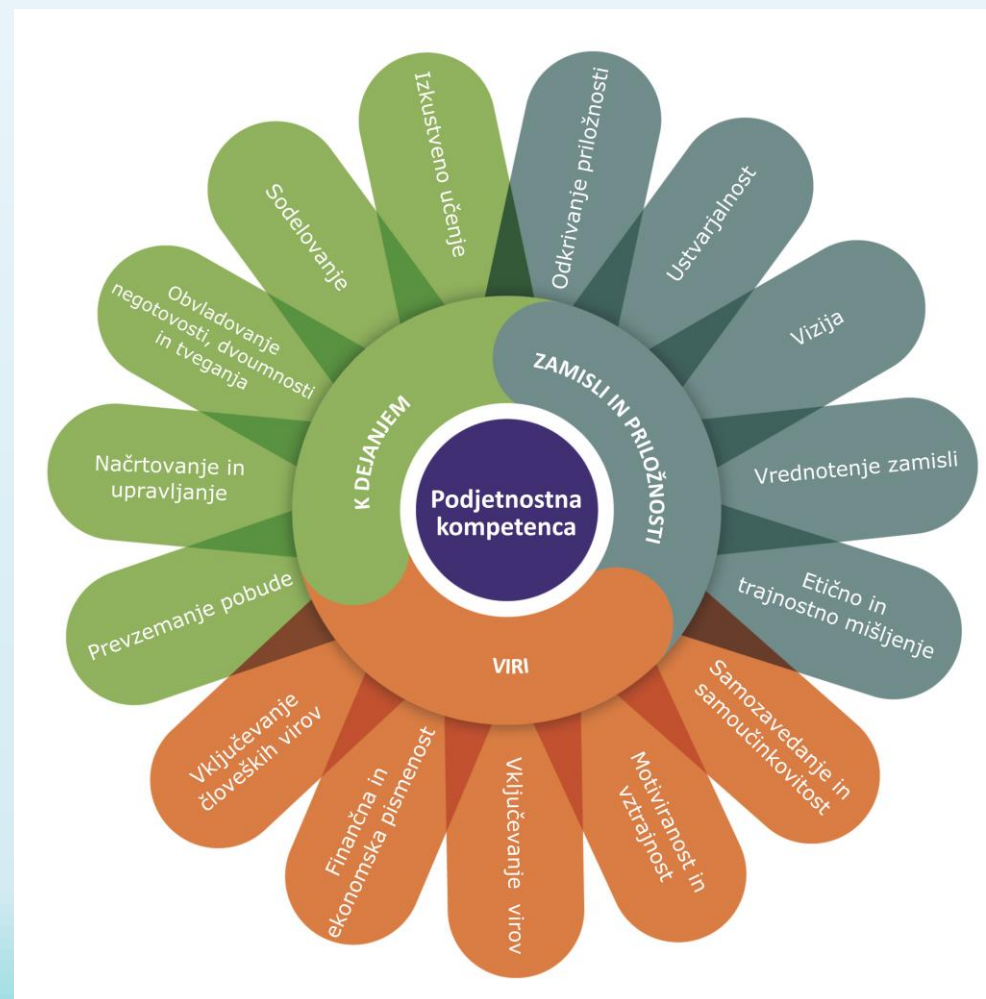 Podjetnostna
kompetenca
ZAMISLI IN PRILOŽNOSTI
Odkrivanje priložnosti
Ustvarjalnost
Vizija
Vrednotenje zamisli
Etično in
trajnostno mišljenje
VIRI
Samozavedanje in
samoučinkovitost
Motiviranost in
vztrajnost
Vključevanje virov
Finančna in
ekonomska pismenost
Vključevanje
človeških virov
K DEJANJEM
Prevzemanje pobude
Načrtovanje in
upravljanje
Obvladovanje
negotovosti, dvoumnosti
in tveganja
Sodelovanje
Izkustveno učenje